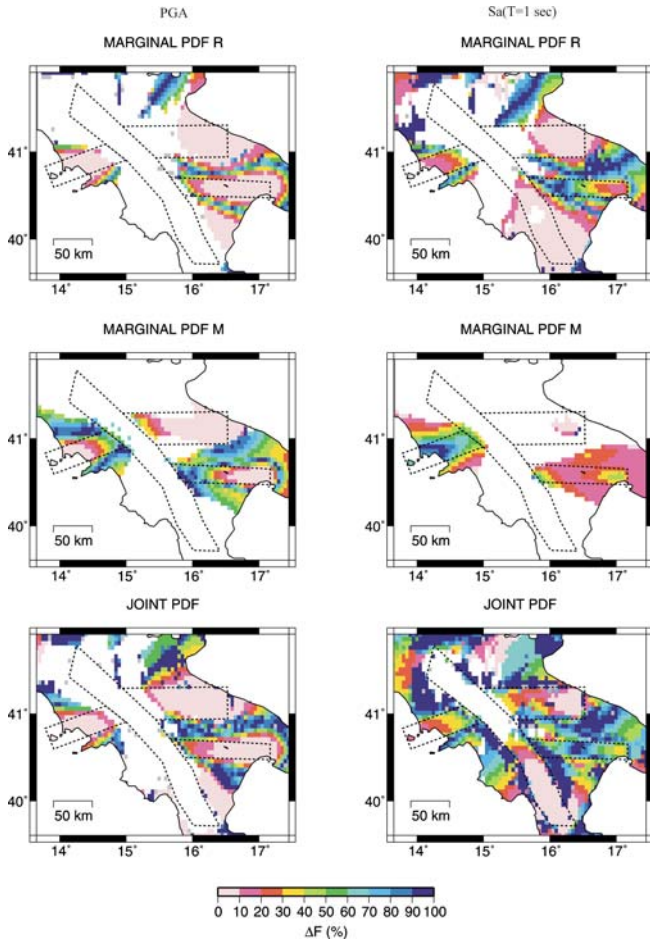 PGA
Sa(T=1 sec)
MARGINAL PDF R
MARGINAL PDF R
41˚
40˚
50 km
14˚ 15˚ 16˚ 17˚
41˚
40˚
50 km
14˚ 15˚ 16˚ 17˚
MARGINAL PDF M
MARGINAL PDF M
41˚
40˚
50 km
14˚ 15˚ 16˚ 17˚
41˚
40˚
50 km
14˚ 15˚ 16˚ 17˚
JOINT PDF
JOINT PDF
41˚
40˚
50 km
14˚ 15˚ 16˚ 17˚
41˚
40˚
50 km
14˚ 15˚ 16˚ 17˚
0 10 20 30 40 50 60 70 80 90 100
ΔF (%)